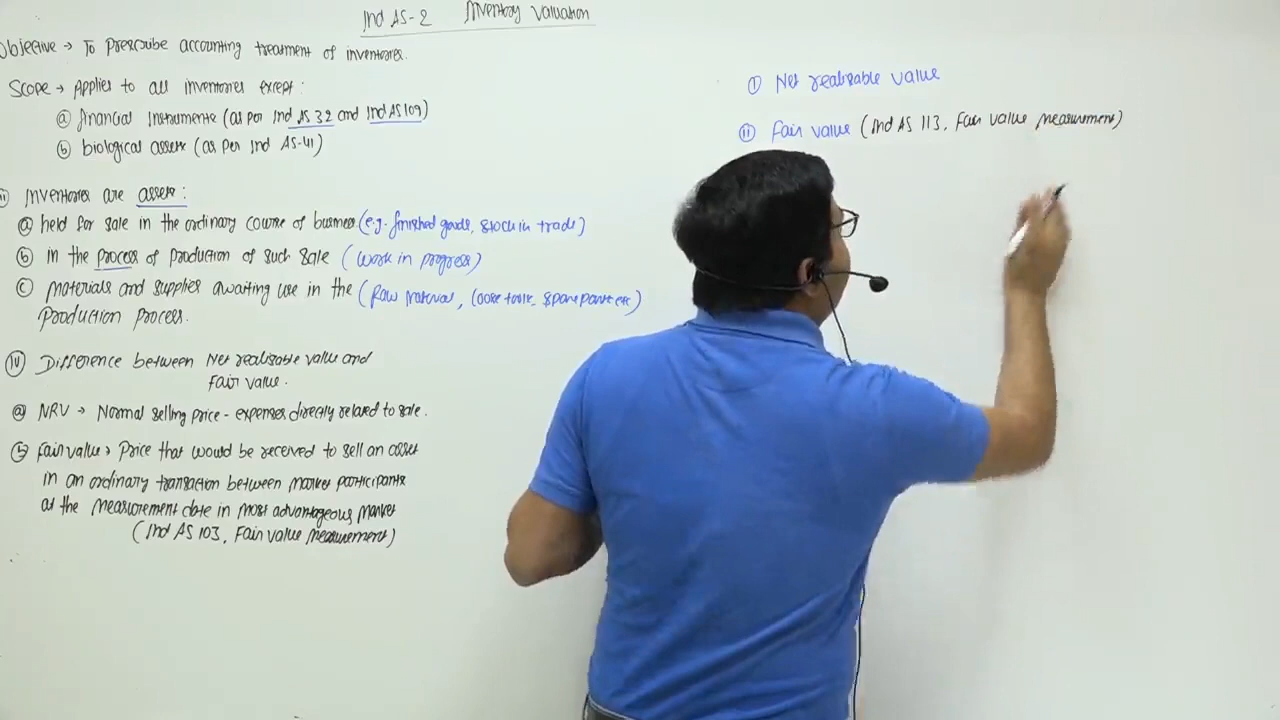 Ind AS-2 Inventory Valuation
Objective → To prescribe accounting treatment of inventories.
Scope → Applies to all inventories except:
(a) financial instruments (as per Ind AS 32 and Ind AS 109)
(b) biological assets (as per Ind AS-41)
Inventories are assets:
(a) held for sale in the ordinary course of business (e.g. finished goods, stock in trade)
(b) in the process of production of such sale (work in progress)
(c) materials and supplies awaiting use in the (Raw material, loose tools, spare parts etc)
production process.
(iv) Difference between Net realisable value and
Fair value.
(a) NRV → Normal selling price - expenses directly related to sale.
(b) Fair value → Price that would be received to sell an asset
in an ordinary transaction between market participants
at the measurement date in most advantageous market
(Ind AS 103, Fair value measurement)
(i) Net realisable value
(ii) Fair value (Ind AS 113, Fair value measurement)